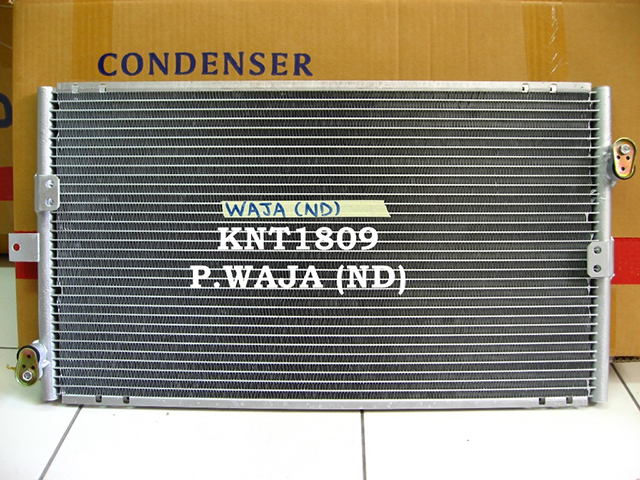 CONDENSER
WAJA (ND)
KNT1809
P.WAJA (ND)